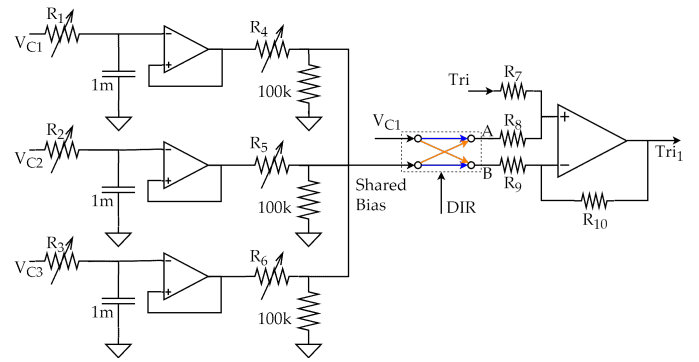 R1
VC1
1m
−
+
R4
100k
R2
VC2
1m
−
+
R5
100k
R3
VC3
1m
−
+
R6
100k
Shared
Bias
VC1
A
B
DIR
Tri
R7
R8
R9
+
−
R10
Tri1